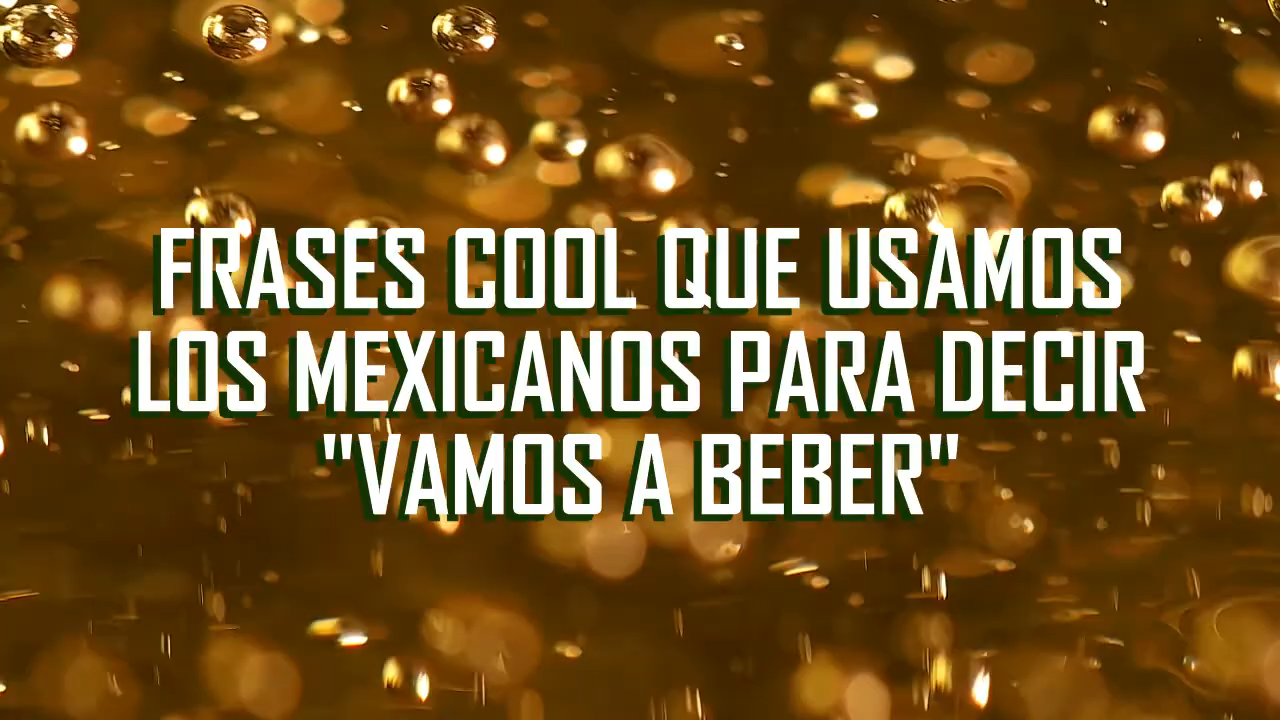 FRASES COOL QUE USAMOS
LOS MEXICANOS PARA DECIR
"VAMOS A BEBER"